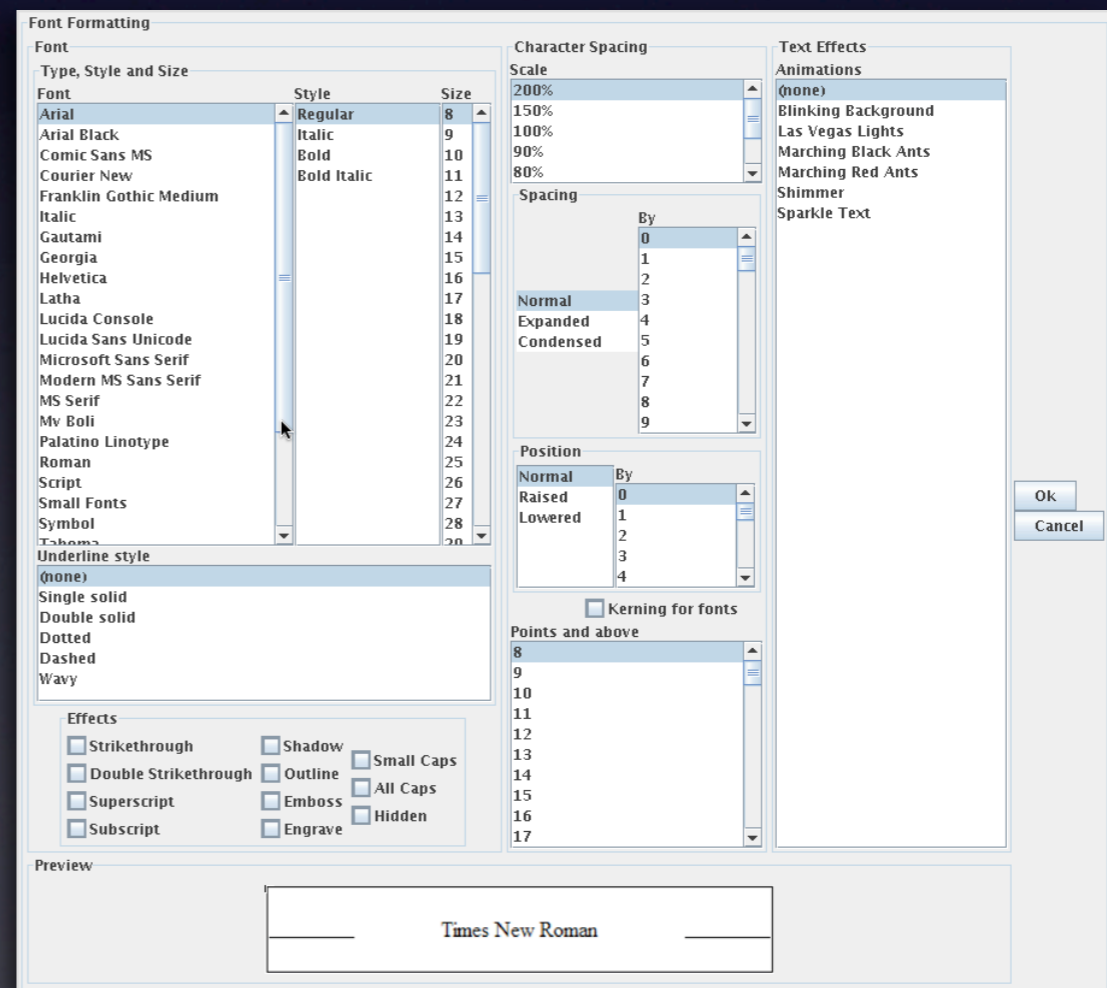 Font Formatting
Font
Type, Style and Size
Font
Arial
Arial Black
Comic Sans MS
Courier New
Franklin Gothic Medium
Italic
Gautami
Georgia
Helvetica
Latha
Lucida Console
Lucida Sans Unicode
Microsoft Sans Serif
Modern MS Sans Serif
MS Serif
Mv Boli
Palatino Linotype
Roman
Script
Small Fonts
Symbol
Tahoma
Style
Regular
Italic
Bold
Bold Italic
Size
8
9
10
11
12
13
14
15
16
17
18
19
20
21
22
23
24
25
26
27
28
29
Underline style
(none)
Single solid
Double solid
Dotted
Dashed
Wavy
Effects
Strikethrough
Double Strikethrough
Superscript
Subscript
Shadow
Outline
Emboss
Engrave
Small Caps
All Caps
Hidden
Character Spacing
Scale
200%
150%
100%
90%
80%
Spacing
Normal
Expanded
Condensed
By
0
1
2
3
4
5
6
7
8
9
Position
Normal
Raised
Lowered
By
0
1
2
3
4
Kerning for fonts
Points and above
8
9
10
11
12
13
14
15
16
17
Text Effects
Animations
(none)
Blinking Background
Las Vegas Lights
Marching Black Ants
Marching Red Ants
Shimmer
Sparkle Text
Ok
Cancel
Preview
Times New Roman